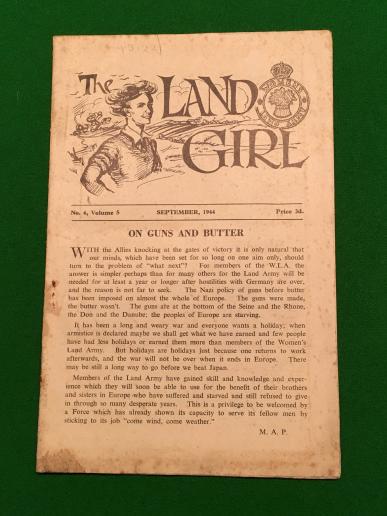 The LAND
GIRL
No. 6, Volume 5 SEPTEMBER, 1944 Price 3d.
ON GUNS AND BUTTER
WITH the Allies knocking at the gates of victory it is only natural that
our minds, which have been set for so long on one aim only, should
turn to the problem of "what next"? For members of the W.L.A. the
answer is simpler perhaps than for many others for the Land Army will be
needed for at least a year or longer after hostilities with Germany are over,
and the reason is not far to seek. The Nazi policy of guns before butter
has been imposed on almost the whole of Europe. The guns were made,
the butter wasn't. The guns are at the bottom of the Seine and the Rhone,
the Don and the Danube; the peoples of Europe are starving.
It has been a long and weary war and everyone wants a holiday; when
armistice is declared maybe we shall get what we have earned and few people
have had less holidays or earned them more than members of the Women's
Land Army. But holidays are holidays just because one returns to work
afterwards, and the war will not be over when it ends in Europe. There
may be still a long way to go before we beat Japan.
Members of the Land Army have gained skill and knowledge and exper-
ience which they will soon be able to use for the benefit of their brothers
and sisters in Europe who have suffered and starved and still refused to give
in through so many desperate years. This is a privilege to be welcomed by
a Force which has already shown its capacity to serve its fellow men by
sticking to its job "come wind, come weather."
M. A. P.